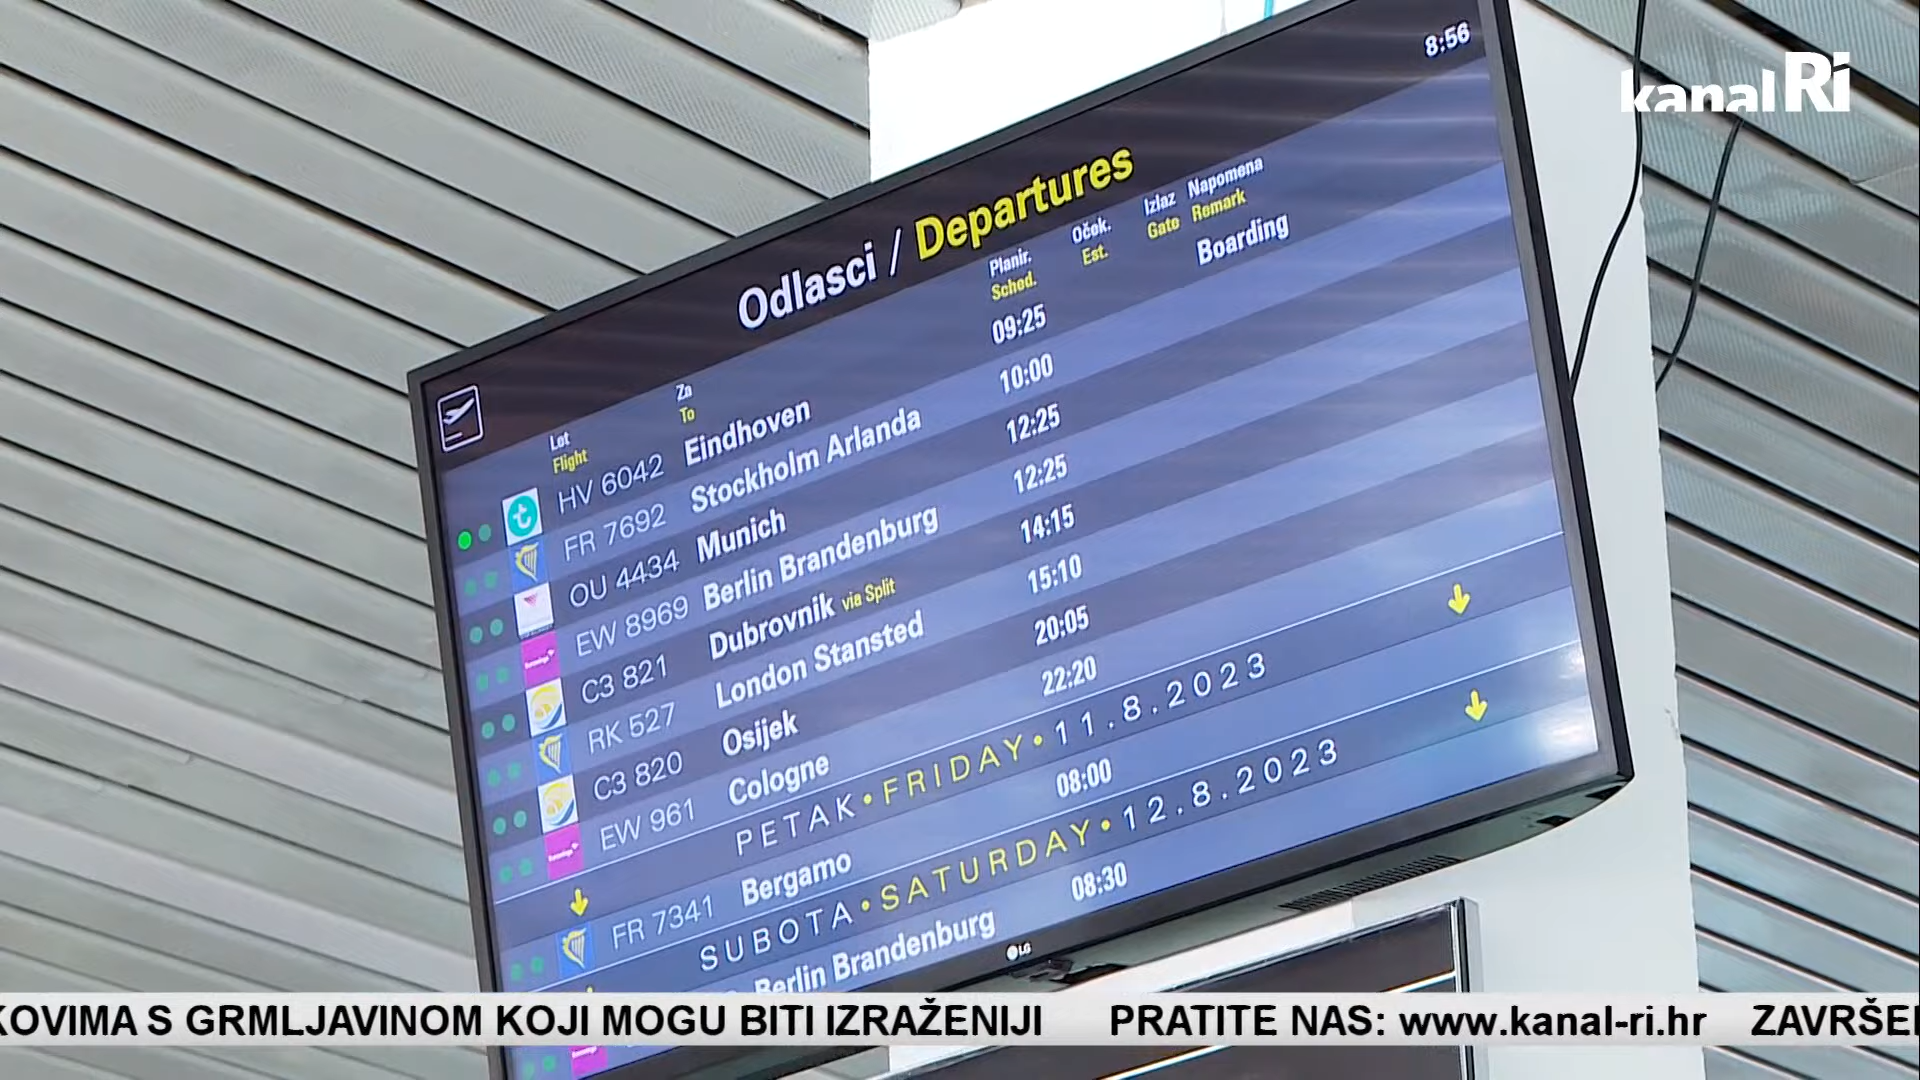 8:56
kanal Ri
Odlasci / Departures
Let Za Planir. Oček. Izlaz Napomena
Flight To Sched. Est. Gate Remark
HV 6042 Eindhoven 09:25 Boarding
FR 7692 Stockholm Arlanda 10:00
OU 4434 Munich 12:25
EW 8969 Berlin Brandenburg 12:25
C3 821 Dubrovnik via Split 14:15
RK 527 London Stansted 15:10
C3 820 Osijek 20:05
EW 961 Cologne 22:20
PETAK • FRIDAY • 11.8.2023
FR 7341 Bergamo 08:00
SUBOTA • SATURDAY • 12.8.2023
Berlin Brandenburg 08:30
LG
KOVIMA S GRMLJAVINOM KOJI MOGU BITI IZRAŽENIJI PRATITE NAS: www.kanal-ri.hr ZAVRŠE